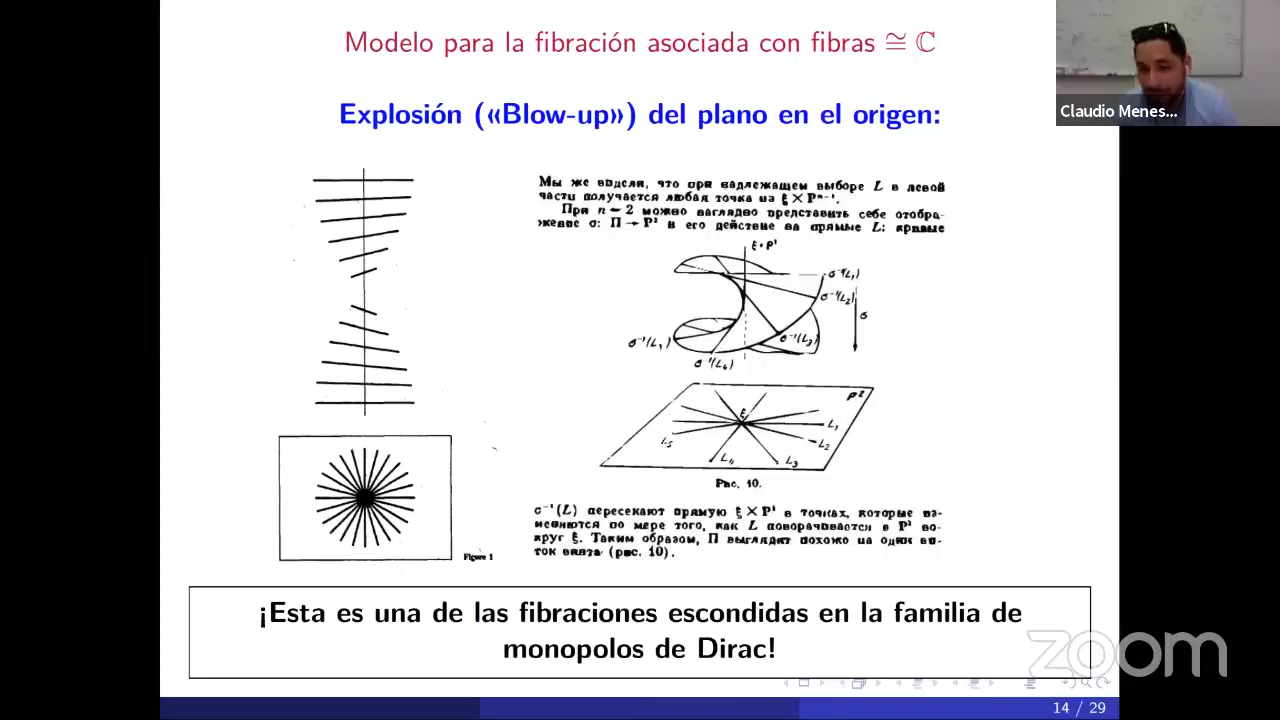 Modelo para la fibración asociada con fibras ≅ ℂ
Claudio Menes...
Explosión («Blow-up») del plano en el origen:
Мы же видели, что при надлежащем выборе L в левой
части получается любая точка из ξ × Pⁿ⁻¹.
При n = 2 можно наглядно представить себе отобра-
жение σ: П → P² и его действие на прямые L: кривые
ξ × P¹
σ⁻¹(L₁)
σ⁻¹(L₂)
σ
σ⁻¹(L₃)
σ⁻¹(L₄)
P²
ξ
L₁
L₂
L₃
L₄
L₅
Рис. 10.
σ⁻¹(L) пересекают прямую ξ × P¹ в точках, которые из-
меняются по мере того, как L поворачивается в P² во-
круг ξ. Таким образом, П выглядит похоже на один ви-
ток винта (рис. 10).
Figure 1
¡Esta es una de las fibraciones escondidas en la familia de
monopolos de Dirac!
zoom
14 / 29